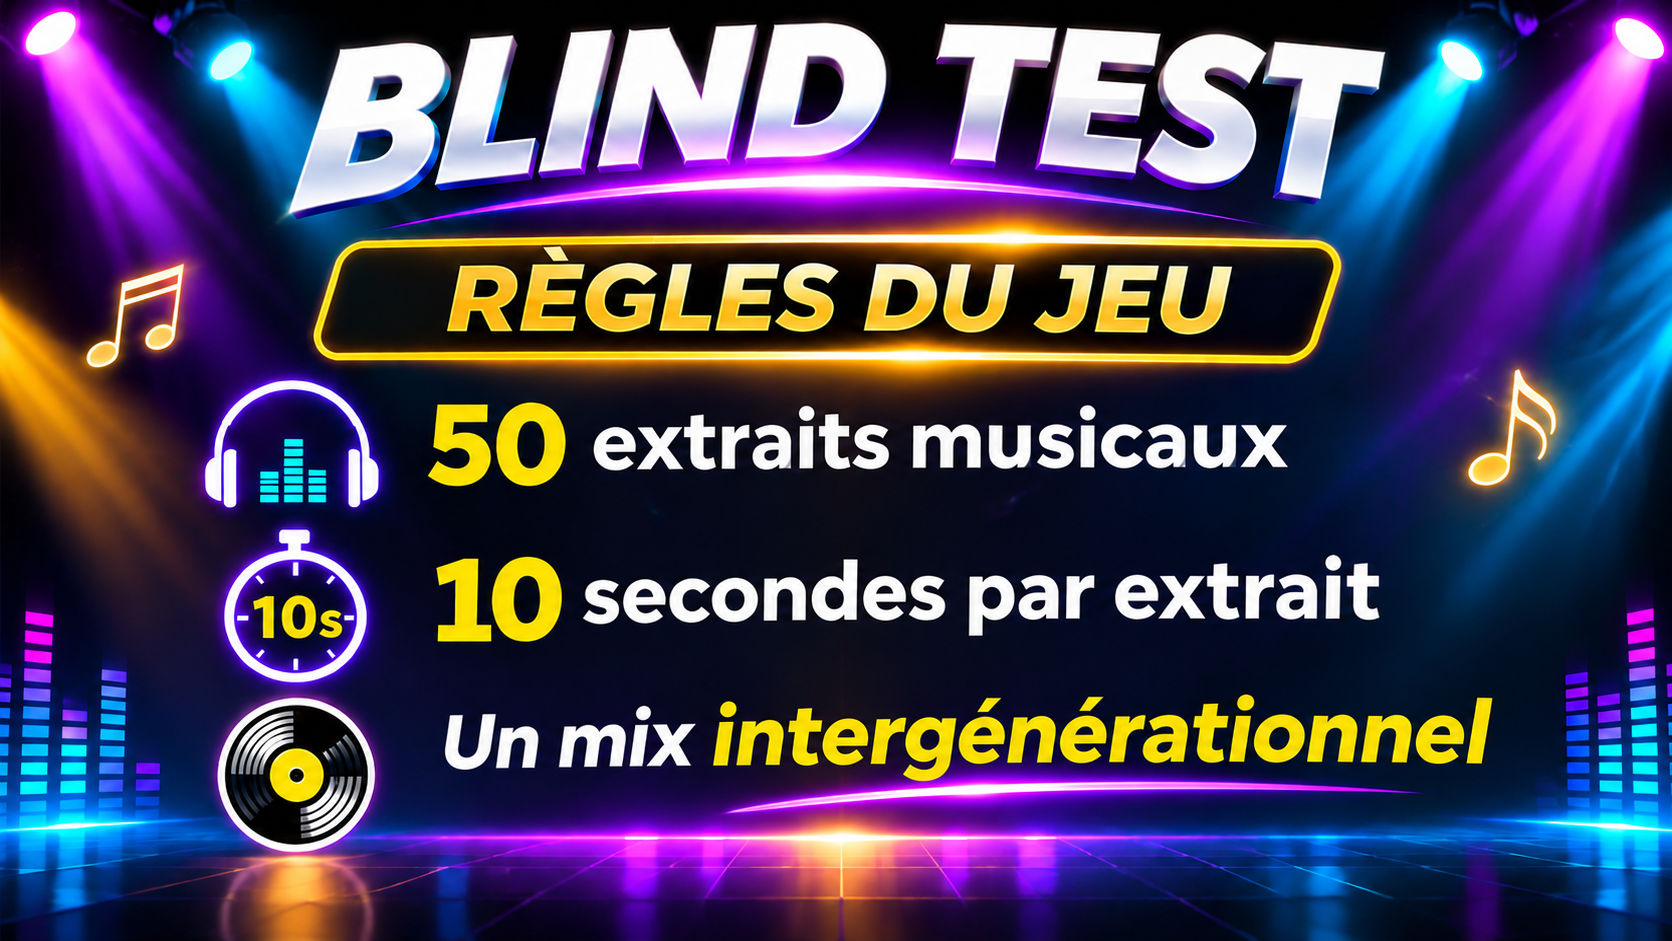 BLIND TEST
RÈGLES DU JEU
50 extraits musicaux
10s
10 secondes par extrait
Un mix intergénérationnel